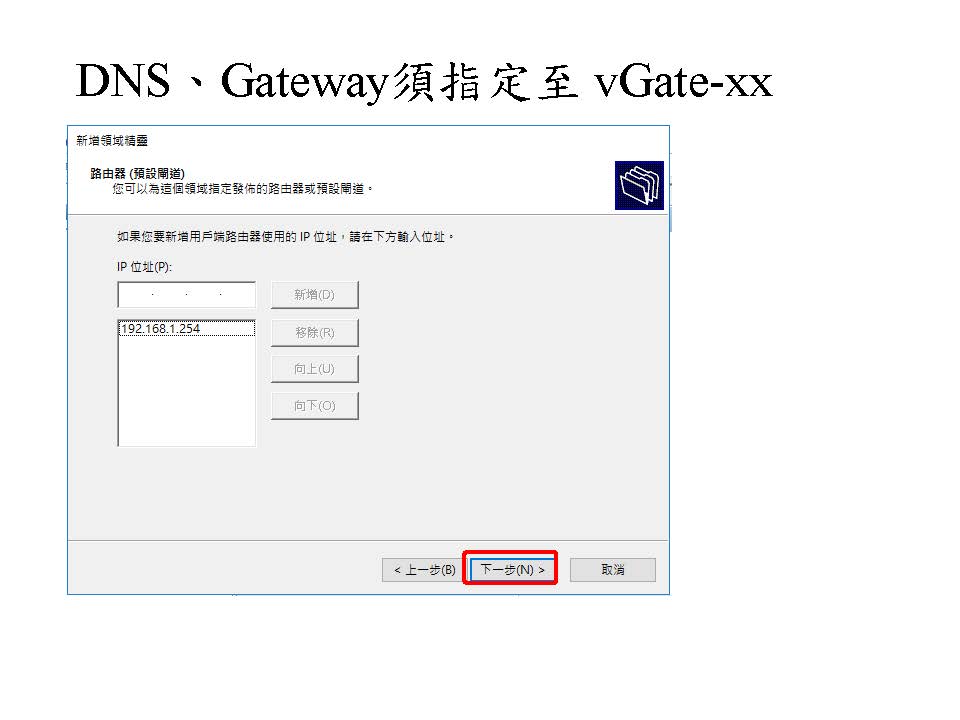 DNS、Gateway須指定至 vGate-xx
新增領域精靈
路由器 (預設閘道)
您可以為這個領域指定發佈的路由器或預設閘道。
如果您要新增用戶端路由器使用的 IP 位址，請在下方輸入位址。
IP 位址(P):
新增(D)
192.168.1.254
移除(R)
向上(U)
向下(O)
< 上一步(B)
下一步(N) >
取消